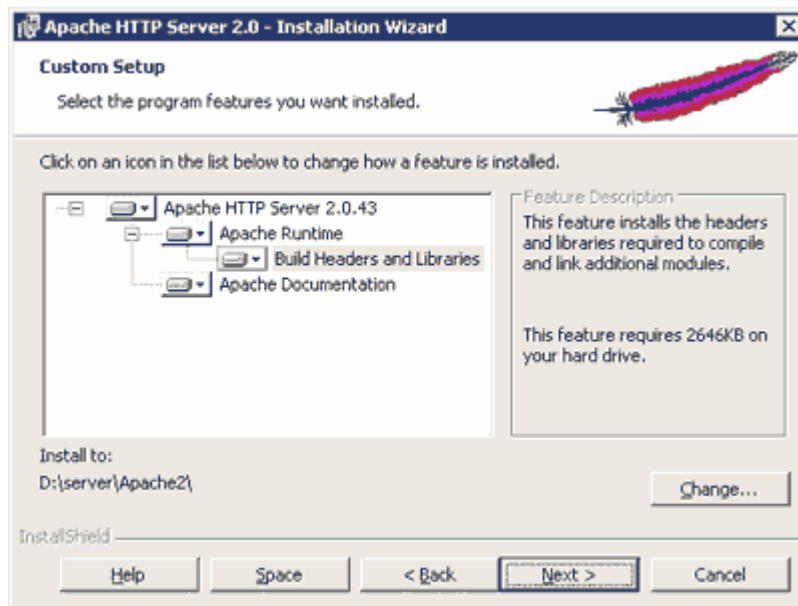 Apache HTTP Server 2.0 - Installation Wizard
Custom Setup
Select the program features you want installed.
Click on an icon in the list below to change how a feature is installed.
Apache HTTP Server 2.0.43
Apache Runtime
Build Headers and Libraries
Apache Documentation
Feature Description
This feature installs the headers
and libraries required to compile
and link additional modules.
This feature requires 2646KB on
your hard drive.
Install to:
D:\server\Apache2\
Change...
InstallShield
Help
Space
< Back
Next >
Cancel